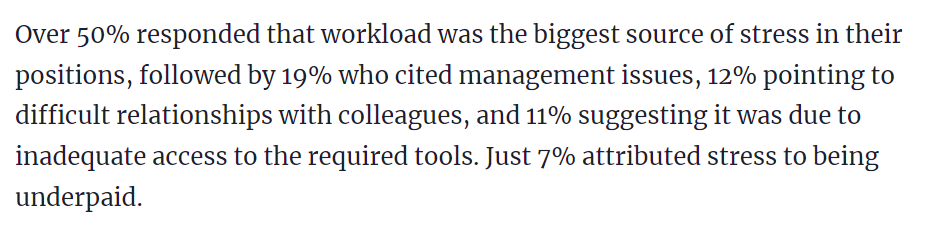 Over 50% responded that workload was the biggest source of stress in their
positions, followed by 19% who cited management issues, 12% pointing to
difficult relationships with colleagues, and 11% suggesting it was due to
inadequate access to the required tools. Just 7% attributed stress to being
underpaid.